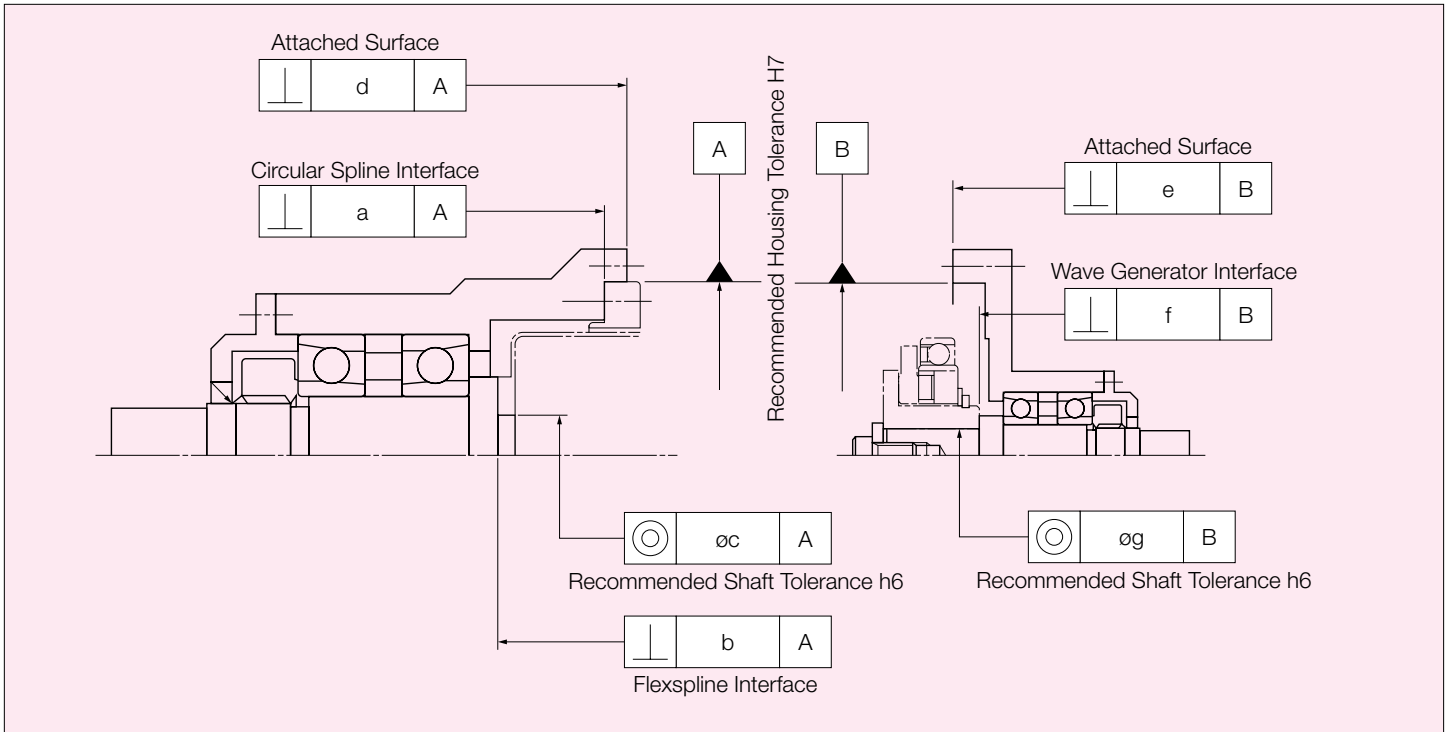 Attached Surface
⊥ d A
Circular Spline Interface
⊥ a A
A
Recommended Housing Tolerance H7
B
Attached Surface
⊥ e B
Wave Generator Interface
⊥ f B
◎ øc A
Recommended Shaft Tolerance h6
◎ øg B
Recommended Shaft Tolerance h6
⊥ b A
Flexspline Interface